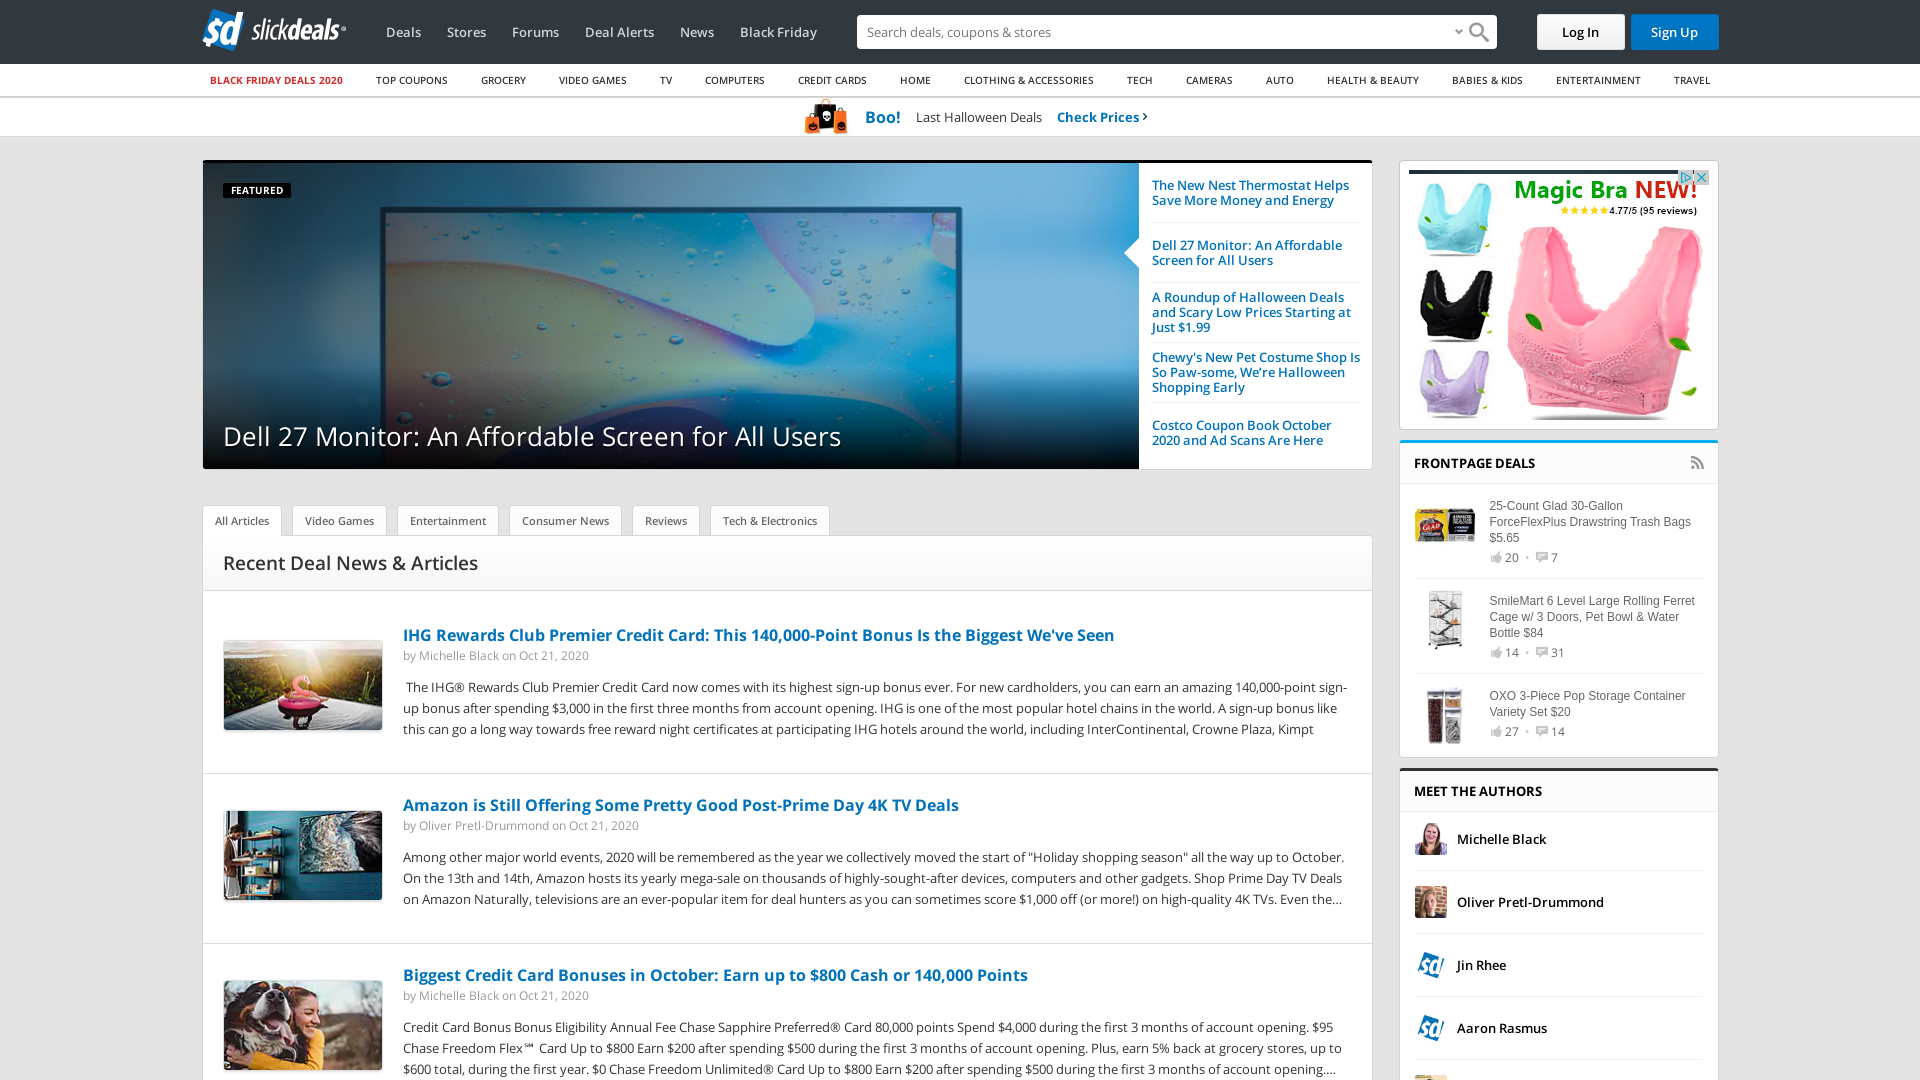 sd slickdeals
Deals Stores Forums Deal Alerts News Black Friday
Search deals, coupons & stores
Log In Sign Up
BLACK FRIDAY DEALS 2020 TOP COUPONS GROCERY VIDEO GAMES TV COMPUTERS CREDIT CARDS HOME CLOTHING & ACCESSORIES TECH CAMERAS AUTO HEALTH & BEAUTY BABIES & KIDS ENTERTAINMENT TRAVEL
Boo! Last Halloween Deals Check Prices
FEATURED
Dell 27 Monitor: An Affordable Screen for All Users
The New Nest Thermostat Helps
Save More Money and Energy
Dell 27 Monitor: An Affordable
Screen for All Users
A Roundup of Halloween Deals
and Scary Low Prices Starting at
Just $1.99
Chewy's New Pet Costume Shop Is
So Paw-some, We’re Halloween
Shopping Early
Costco Coupon Book October
2020 and Ad Scans Are Here
Magic Bra NEW!
4.77/5 (95 reviews)
FRONTPAGE DEALS
25-Count Glad 30-Gallon
ForceFlexPlus Drawstring Trash Bags
$5.65
20 • 7
SmileMart 6 Level Large Rolling Ferret
Cage w/ 3 Doors, Pet Bowl & Water
Bottle $84
14 • 31
OXO 3-Piece Pop Storage Container
Variety Set $20
27 • 14
MEET THE AUTHORS
Michelle Black
Oliver Pretl-Drummond
Jin Rhee
Aaron Rasmus
All Articles Video Games Entertainment Consumer News Reviews Tech & Electronics
Recent Deal News & Articles
IHG Rewards Club Premier Credit Card: This 140,000-Point Bonus Is the Biggest We've Seen
by Michelle Black on Oct 21, 2020
The IHG® Rewards Club Premier Credit Card now comes with its highest sign-up bonus ever. For new cardholders, you can earn an amazing 140,000-point sign-
up bonus after spending $3,000 in the first three months from account opening. IHG is one of the most popular hotel chains in the world. A sign-up bonus like
this can go a long way towards free reward night certificates at participating IHG hotels around the world, including InterContinental, Crowne Plaza, Kimpt
Amazon is Still Offering Some Pretty Good Post-Prime Day 4K TV Deals
by Oliver Pretl-Drummond on Oct 21, 2020
Among other major world events, 2020 will be remembered as the year we collectively moved the start of "Holiday shopping season" all the way up to October.
On the 13th and 14th, Amazon hosts its yearly mega-sale on thousands of highly-sought-after devices, computers and other gadgets. Shop Prime Day TV Deals
on Amazon Naturally, televisions are an ever-popular item for deal hunters as you can sometimes score $1,000 off (or more!) on high-quality 4K TVs. Even the...
Biggest Credit Card Bonuses in October: Earn up to $800 Cash or 140,000 Points
by Michelle Black on Oct 21, 2020
Credit Card Bonus Bonus Eligibility Annual Fee Chase Sapphire Preferred® Card 80,000 points Spend $4,000 during the first 3 months of account opening. $95
Chase Freedom Flex℠ Card Up to $800 Earn $200 after spending $500 during the first 3 months of account opening. Plus, earn 5% back at grocery stores, up to
$600 total, during the first year. $0 Chase Freedom Unlimited® Card Up to $800 Earn $200 after spending $500 during the first 3 months of account opening....